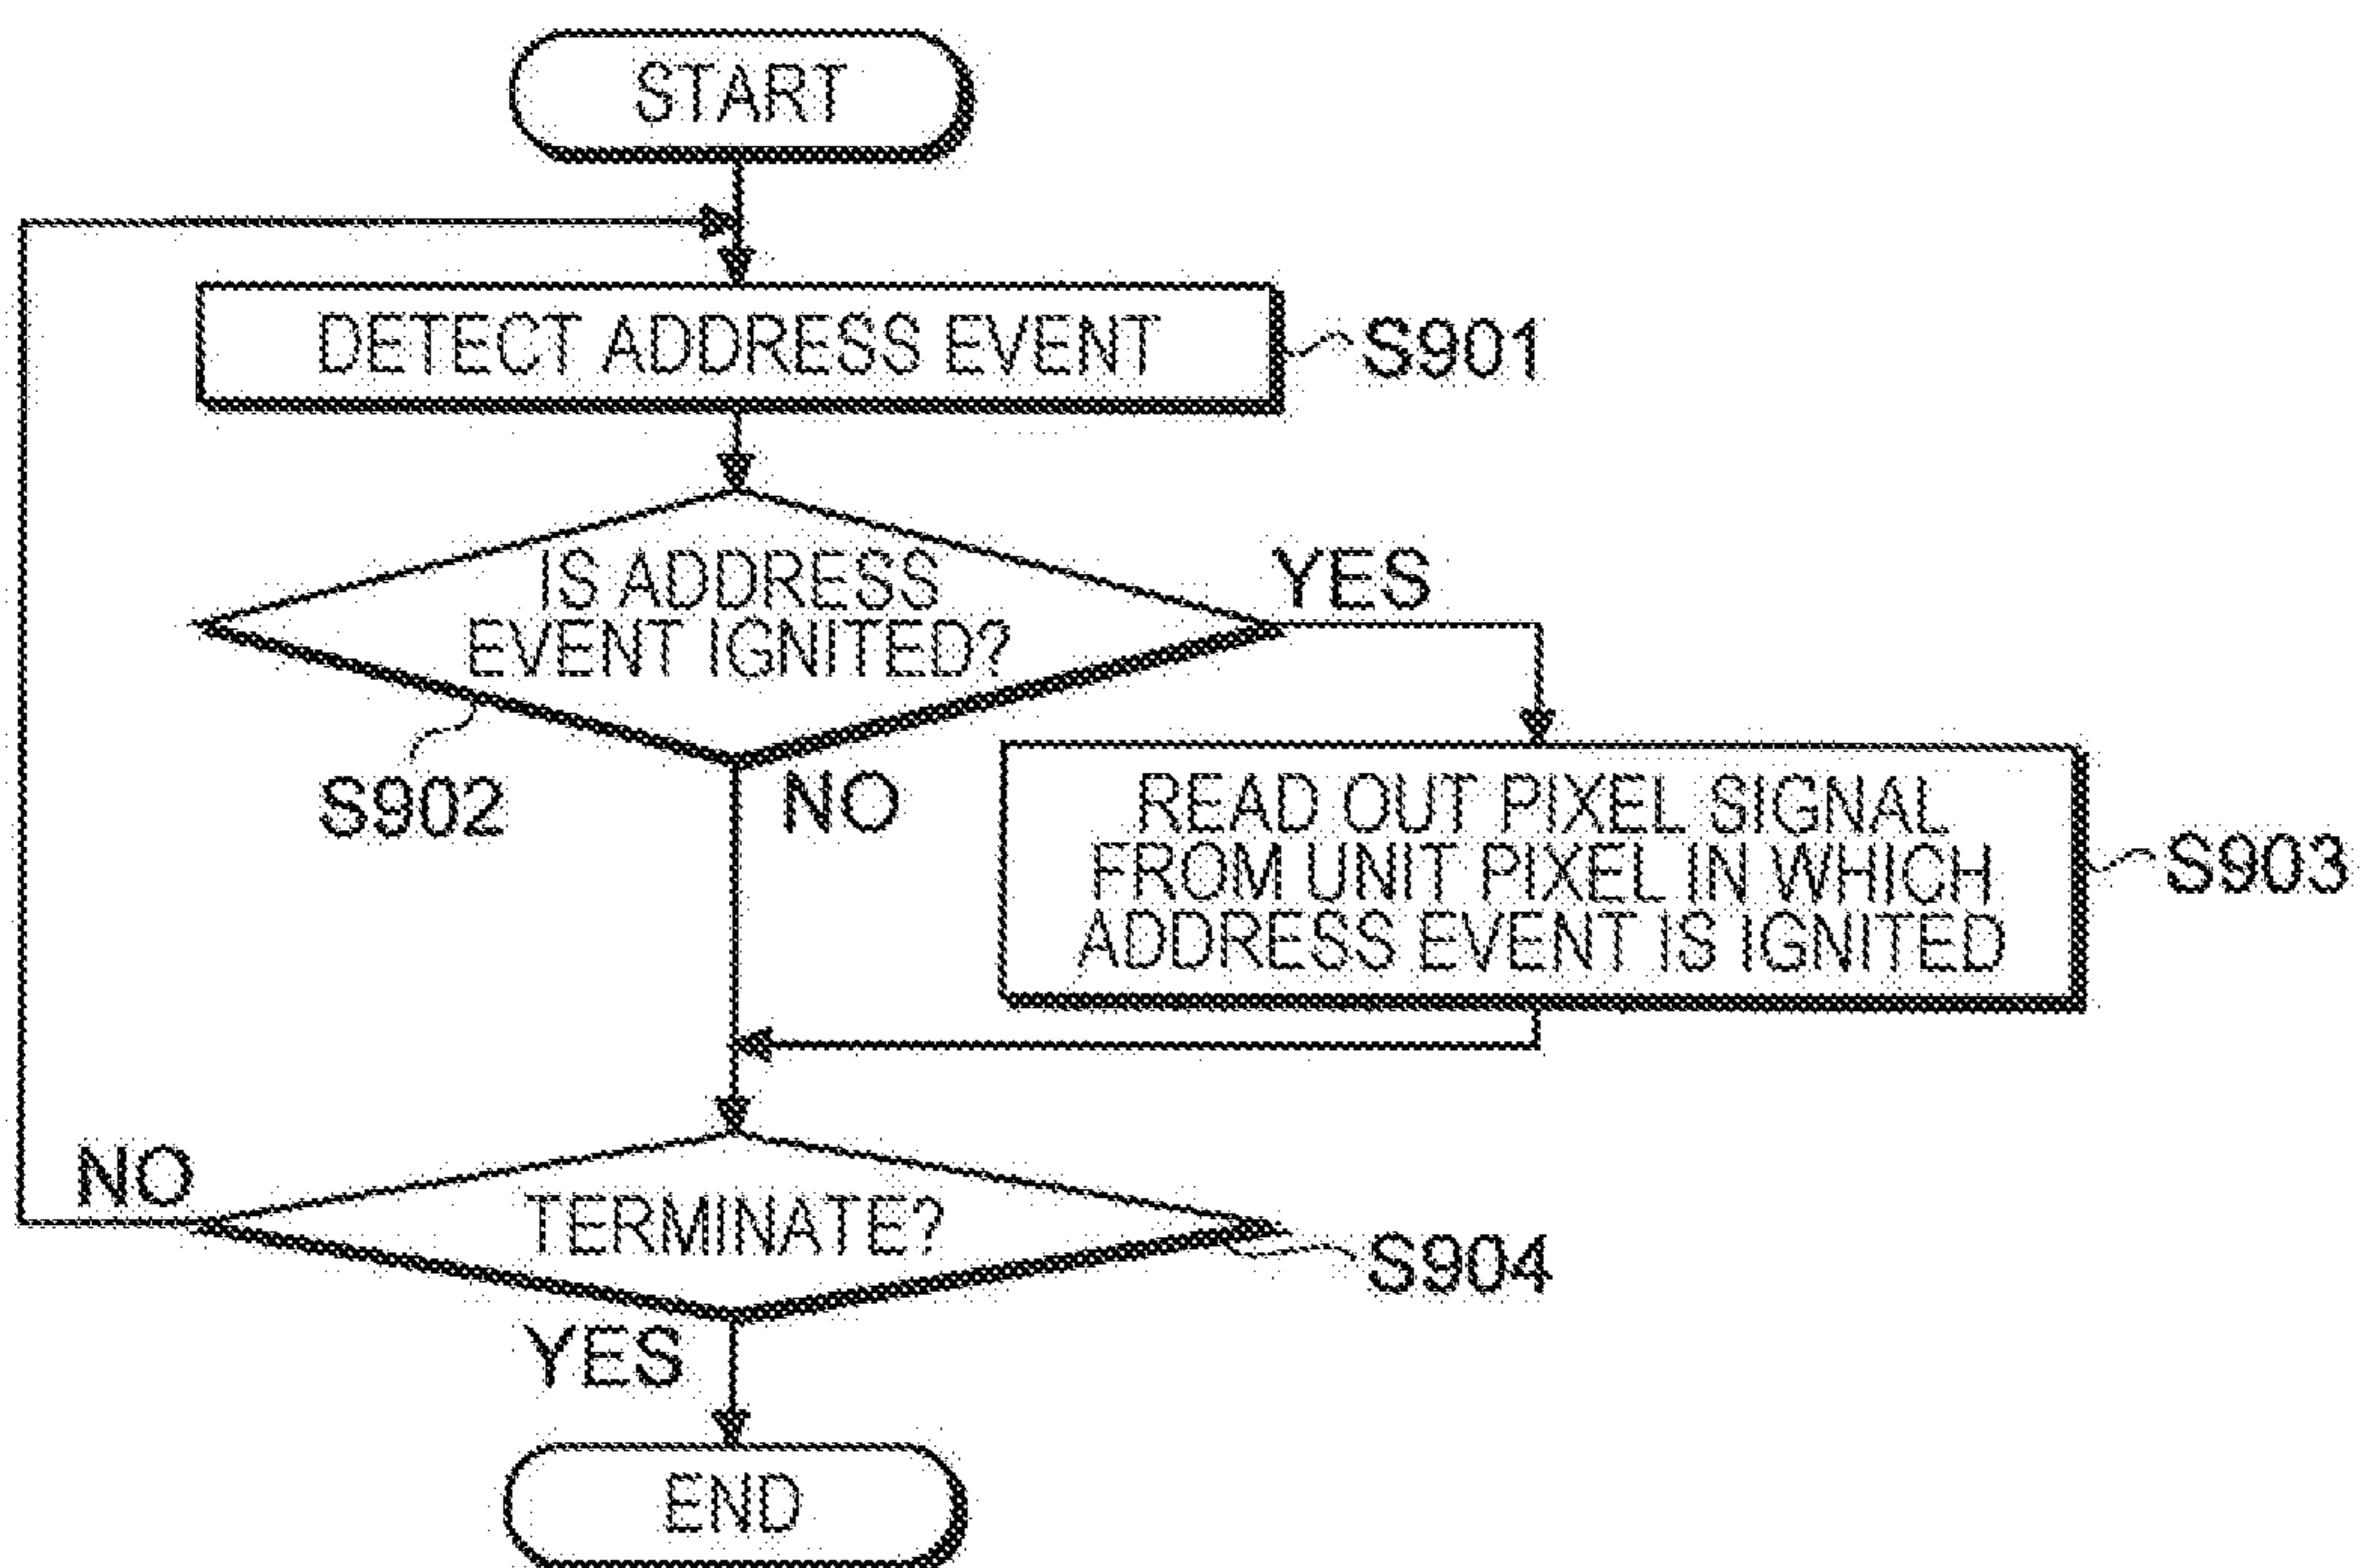 START
DETECT ADDRESS EVENT
S901
IS ADDRESS
EVENT IGNITED?
YES
S902
NO
READ OUT PIXEL SIGNAL
FROM UNIT PIXEL IN WHICH
ADDRESS EVENT IS IGNITED
S903
NO
TERMINATE?
S904
YES
END